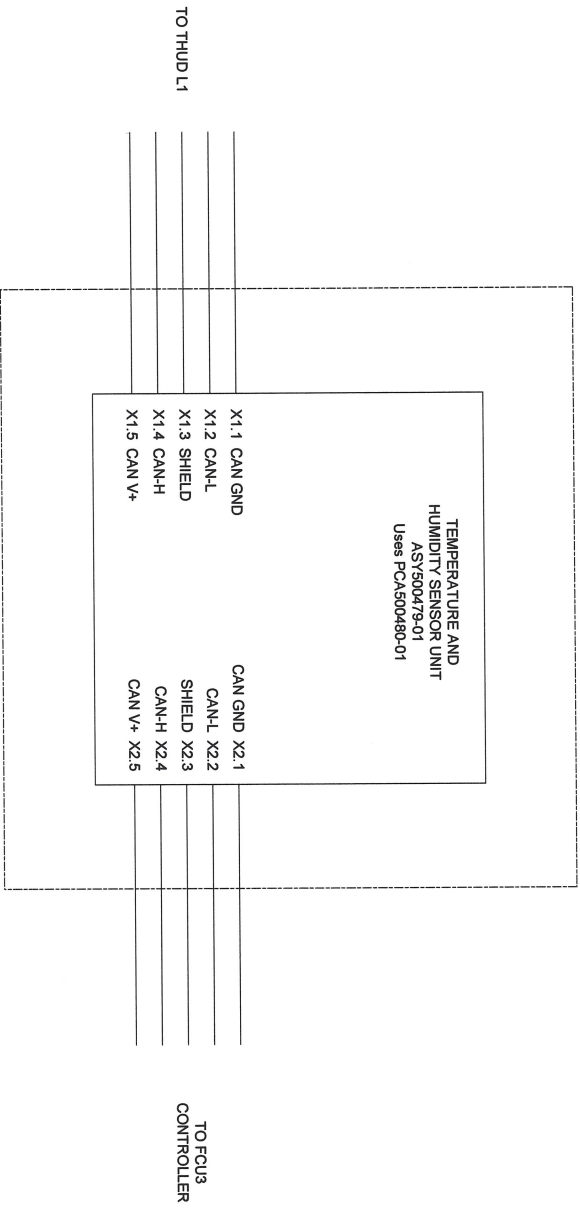 TEMPERATURE AND
HUMIDITY SENSOR UNIT
ASY500479-01
Uses PCA500480-01
TO THUD L1
X1.1 CAN GND
X1.2 CAN-L
X1.3 SHIELD
X1.4 CAN-H
X1.5 CAN V+
CAN GND X2.1
CAN-L X2.2
SHIELD X2.3
CAN-H X2.4
CAN V+ X2.5
TO FCU3
CONTROLLER